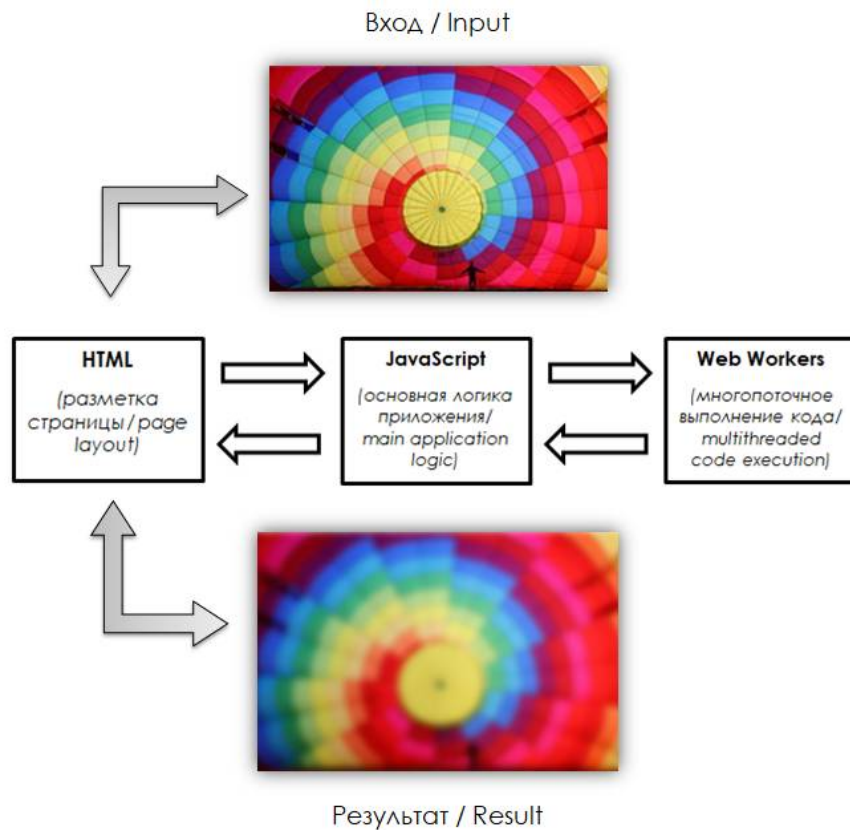 Вход / Input
HTML
(разметка
страницы / page
layout)
JavaScript
(основная логика
приложения/
main application
logic)
Web Workers
(многопоточное
выполнение кода/
multithreaded
code execution)
Результат / Result